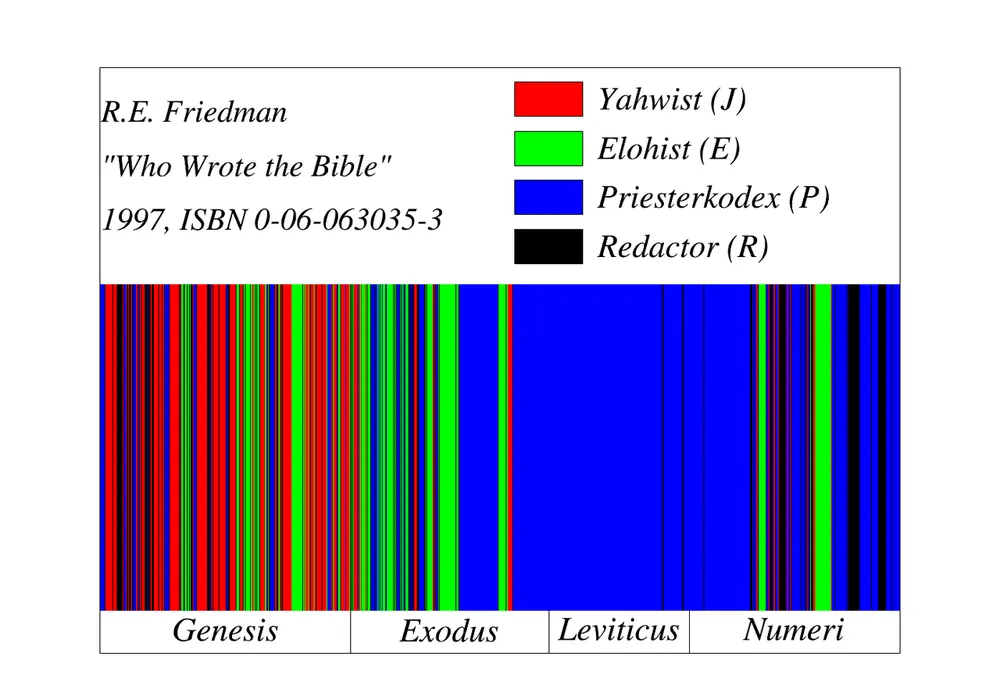 R.E. Friedman
"Who Wrote the Bible"
1997, ISBN 0-06-063035-3
Yahwist (J)
Elohist (E)
Priesterkodex (P)
Redactor (R)
Genesis
Exodus
Leviticus
Numeri